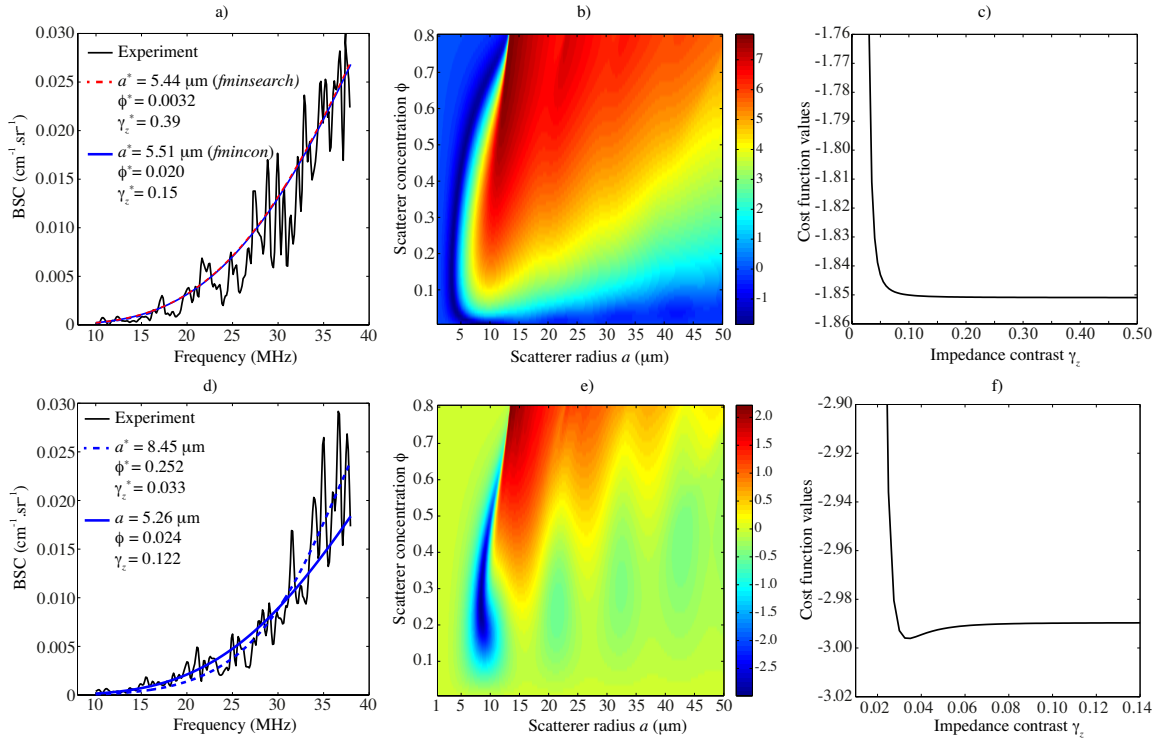 a)
0.030
0.025
0.020
0.015
0.010
0.005
0
BSC (cm⁻¹.sr⁻¹)
Experiment
a* = 5.44 μm (fminsearch)
ϕ* = 0.0032
γz* = 0.39
a* = 5.51 μm (fmincon)
ϕ* = 0.020
γz* = 0.15
10 15 20 25 30 35 40
Frequency (MHz)
b)
0.8
0.7
0.6
0.5
0.4
0.3
0.2
0.1
Scatterer concentration ϕ
5 10 15 20 25 30 35 40 45 50
Scatterer radius a (μm)
7
6
5
4
3
2
1
0
-1
c)
-1.76
-1.78
-1.80
-1.82
-1.83
-1.84
-1.85
-1.86
Cost function values
0 0.10 0.20 0.30 0.40 0.50
Impedance contrast γz
d)
0.030
0.025
0.020
0.015
0.010
0.005
0
BSC (cm⁻¹.sr⁻¹)
Experiment
a* = 8.45 μm
ϕ* = 0.252
γz* = 0.033
a = 5.26 μm
ϕ = 0.024
γz = 0.122
10 15 20 25 30 35 40
Frequency (MHz)
e)
0.8
0.7
0.6
0.5
0.4
0.3
0.2
0.1
Scatterer concentration ϕ
1 5 10 15 20 25 30 35 40 45 50
Scatterer radius a (μm)
2.0
1.5
1.0
0.5
0
-0.5
-1.0
-1.5
-2.0
-2.5
f)
-2.90
-2.92
-2.94
-2.96
-2.98
-2.99
-3.00
-3.02
Cost function values
0.02 0.04 0.06 0.08 0.10 0.12 0.14
Impedance contrast γz